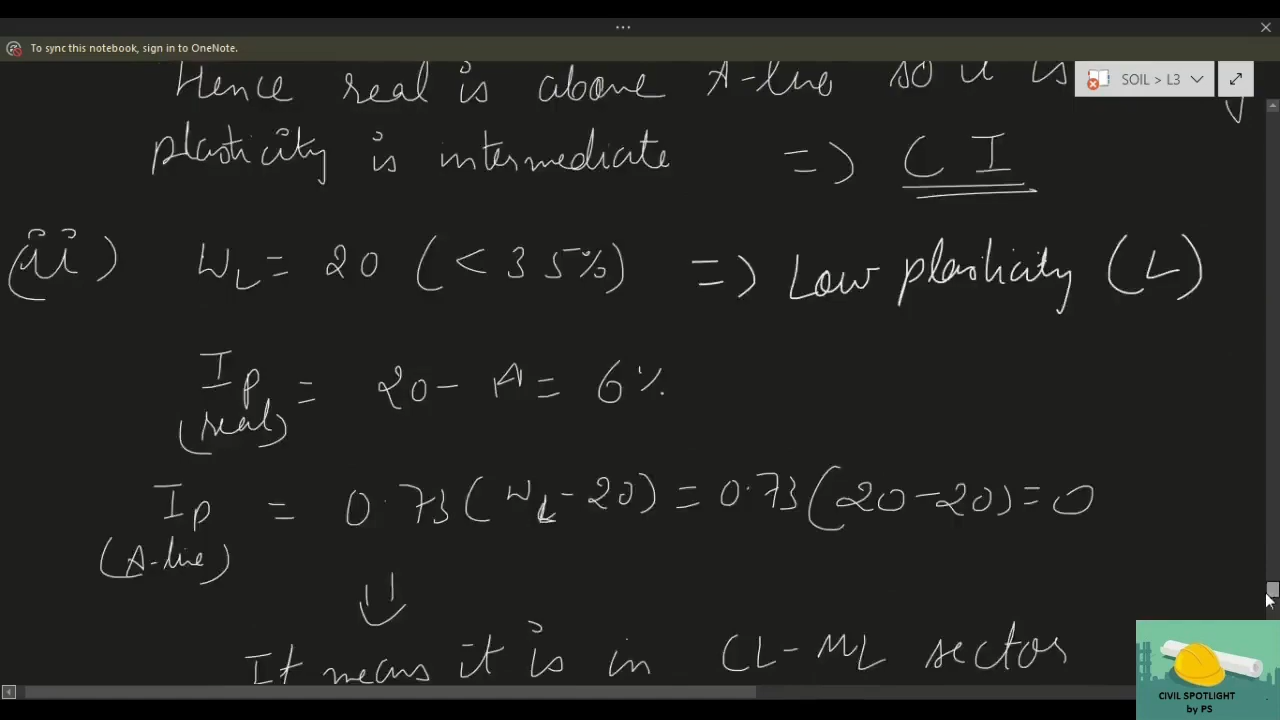 To sync this notebook, sign in to OneNote.
SOIL > L3
Hence real is above A-line so it is
plasticity is intermediate => CI
(iii) WL = 20 (< 35%) => Low plasticity (L)
Ip (real) = 20 - A = 6%
Ip (A-line) = 0.73(WL - 20) = 0.73(20 - 20) = 0
It means it is in CL-ML sector
CIVIL SPOTLIGHT
by PS